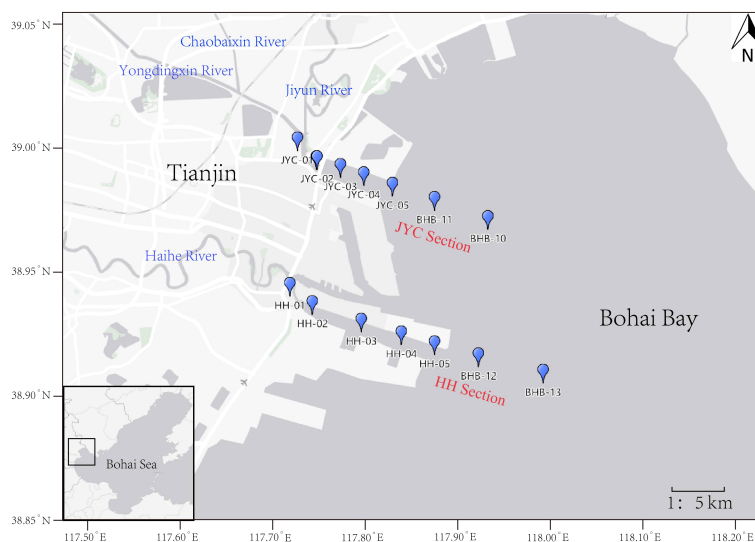 39.05°N
Chaobaixin River
N
Yongdingxin River
Jiyun River
39.00°N
JYC-01
Tianjin
JYC-02
JYC-03
JYC-04
JYC-05
BHB-11
JYC Section
BHB-10
Haihe River
38.95°N
HH-01
HH-02
Bohai Bay
HH-03
HH-04
HH-05
BHB-12
HH Section
BHB-13
38.90°N
Bohai Sea
1: 5 km
38.85°N
117.50°E 117.60°E 117.70°E 117.80°E 117.90°E 118.00°E 118.10°E 118.20°E